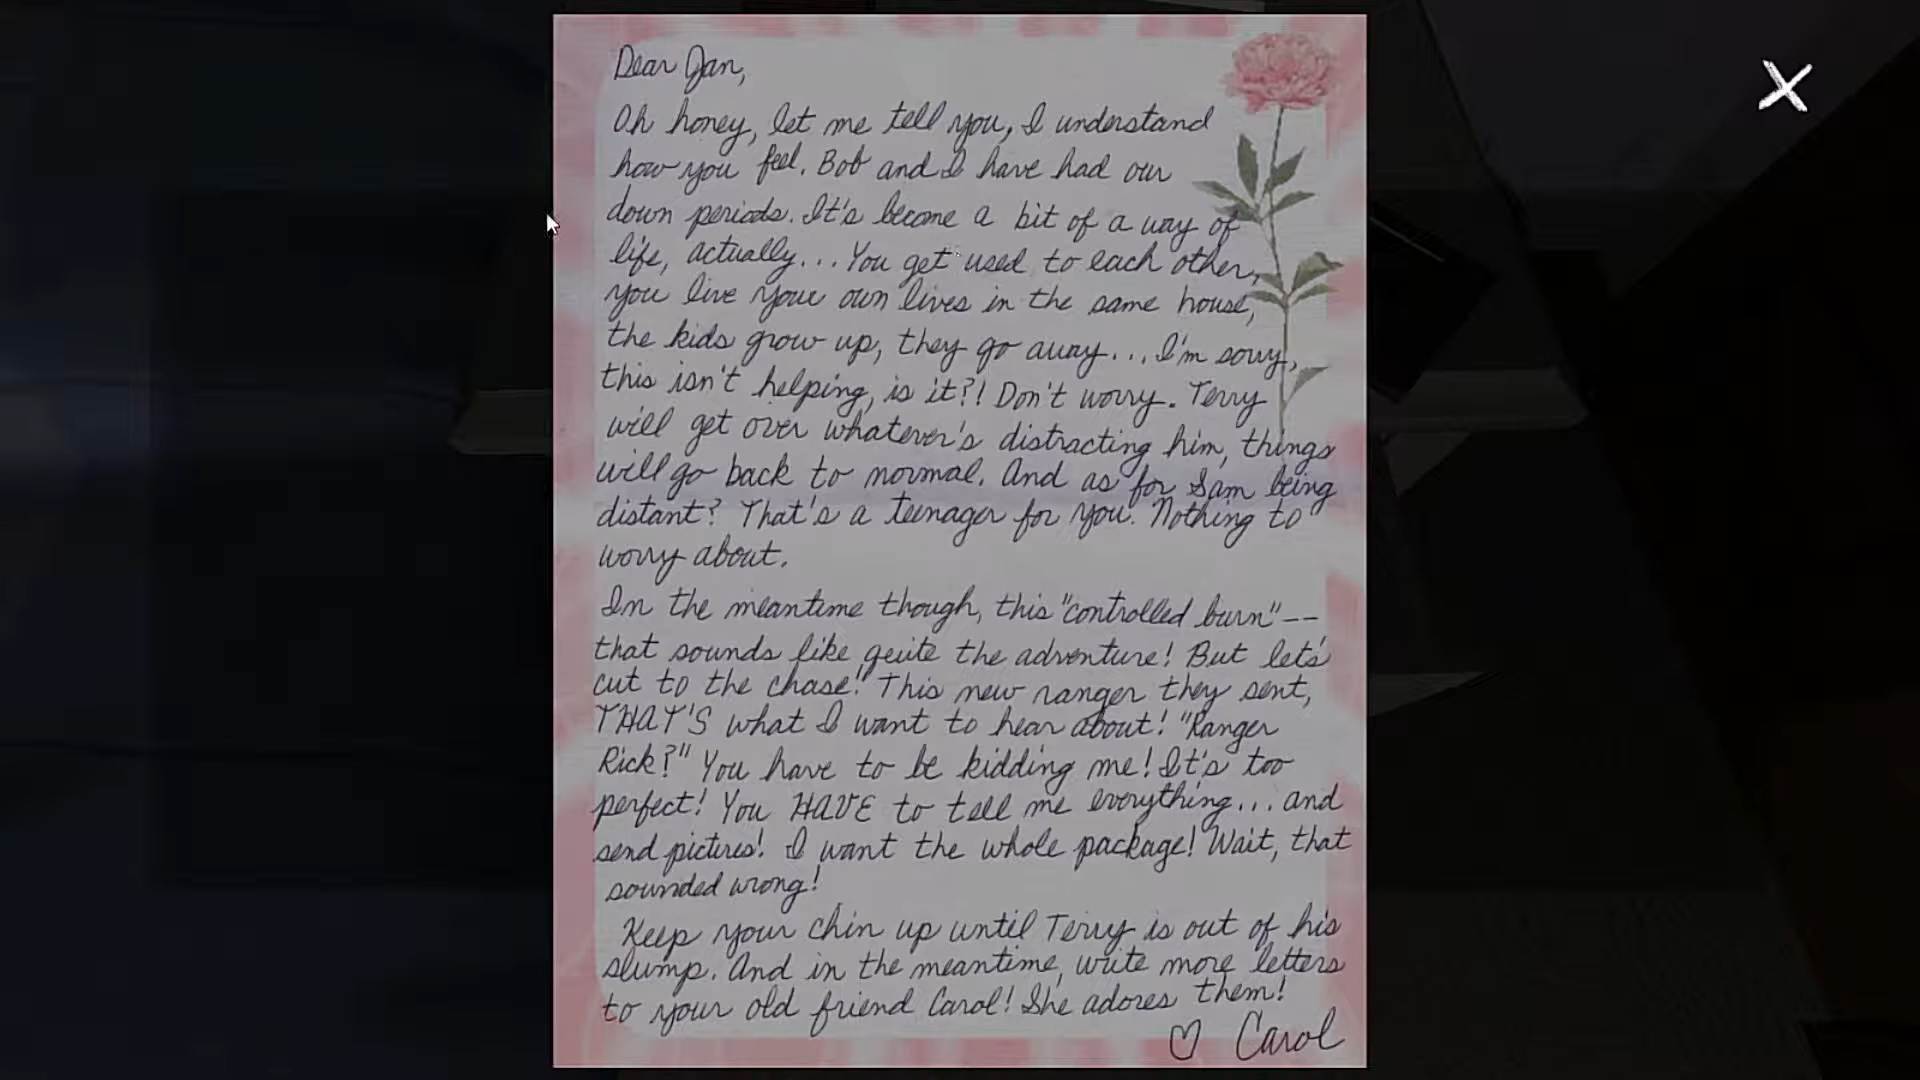 Dear Jan,
Oh honey, let me tell you, I understand
how you feel. Bob and I have had our
down periods. It's become a bit of a way of
life, actually... You get used to each other,
you live your own lives in the same house,
the kids grow up, they go away... I'm sorry,
this isn't helping, is it?! Don't worry. Terry
will get over whatever's distracting him, things
will go back to normal. And as for Sam being
distant? That's a teenager for you. Nothing to
worry about.
In the meantime though, this "controlled burn"--
that sounds like quite the adventure! But let's
cut to the chase! This new ranger they sent,
THAT'S what I want to hear about! "Ranger
Rick?" You have to be kidding me! It's too
perfect! You HAVE to tell me everything... and
send pictures! I want the whole package! Wait, that
sounded wrong!
Keep your chin up until Terry is out of his
slump. And in the meantime, write more letters
to your old friend Carol! She adores them!
♡ Carol